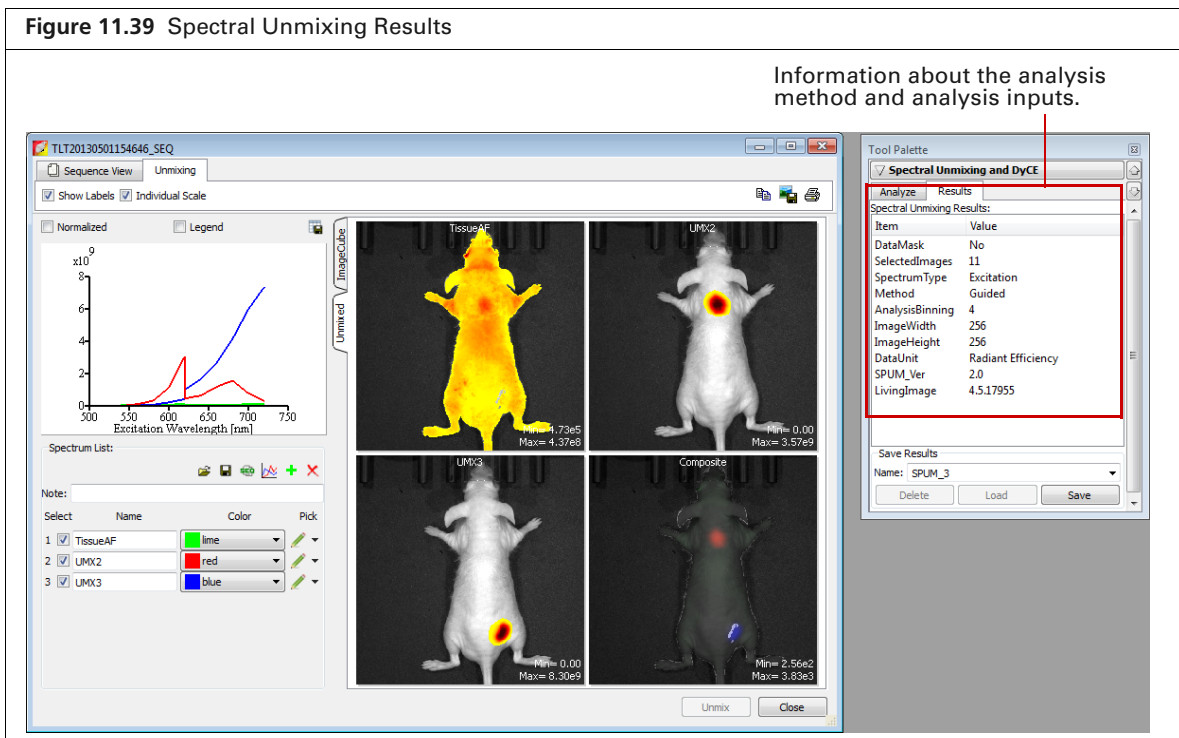 Figure 11.39 Spectral Unmixing Results
Information about the analysis
method and analysis inputs.
TLT20130501154646_SEQ
Sequence View Unmixing
Show Labels Individual Scale
Normalized Legend
x10^9
8
6
4
2
0
500 550 600 650 700 750
Excitation Wavelength [nm]
Spectrum List:
Note:
Select Name Color Pick
1 TissueAF lime
2 UMX2 red
3 UMX3 blue
ImageCube
Unmixed
TissueAF
Min= 4.73e5
Max= 4.37e8
UMX2
Min= 0.00
Max= 3.57e9
UMX3
Min= 0.00
Max= 8.30e9
Composite
Min= 2.56e2
Max= 3.83e3
Unmix Close
Tool Palette
Spectral Unmixing and DyCE
Analyze Results
Spectral Unmixing Results:
Item Value
DataMask No
SelectedImages 11
SpectrumType Excitation
Method Guided
AnalysisBinning 4
ImageWidth 256
ImageHeight 256
DataUnit Radiant Efficiency
SPUM_Ver 2.0
LivingImage 4.5.17955
Save Results
Name: SPUM_3
Delete Load Save